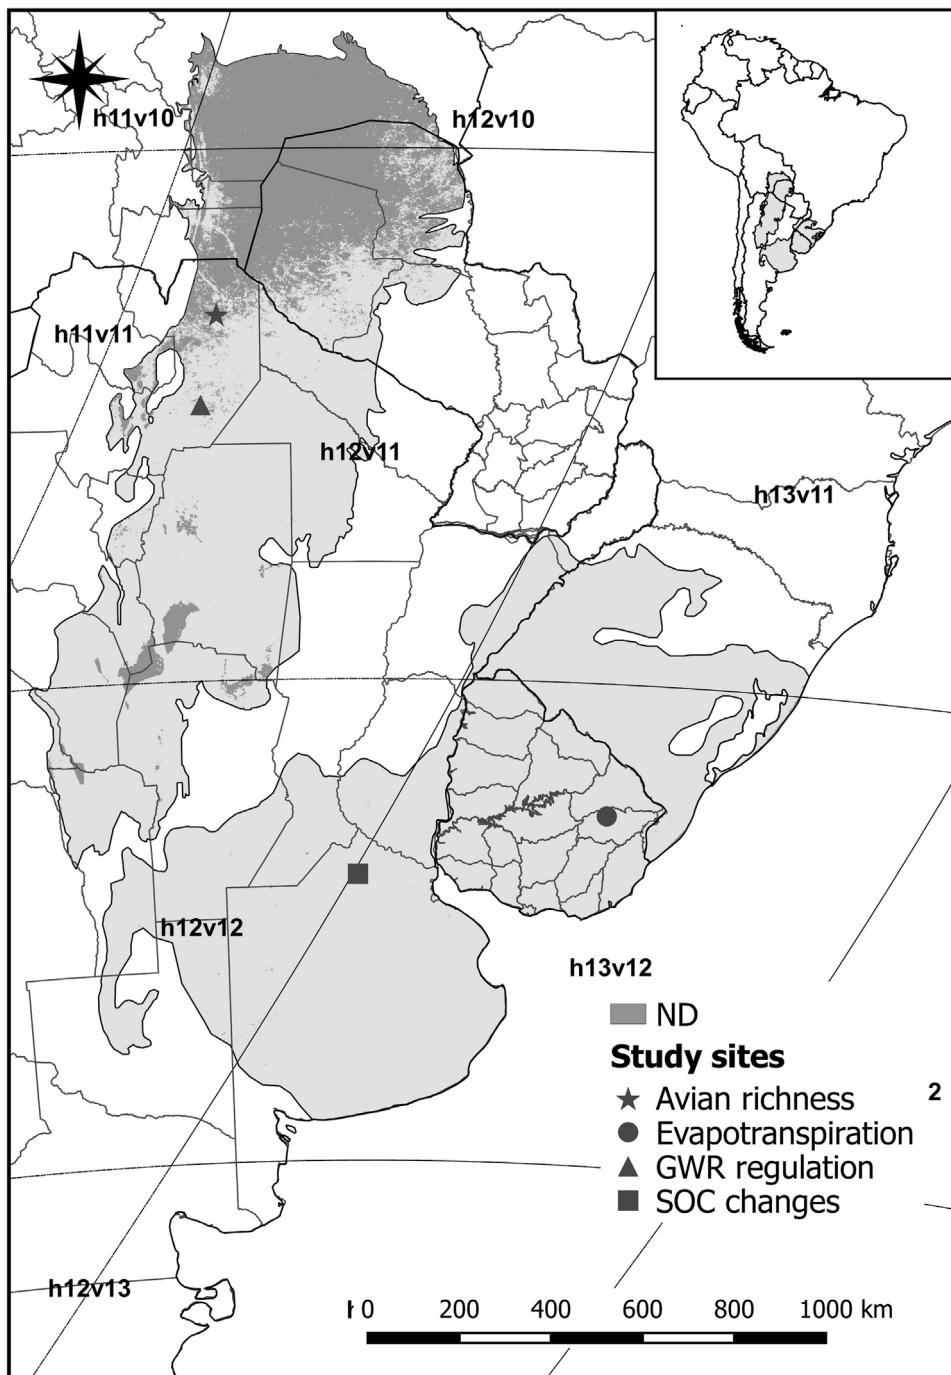 h11v10
h12v10
h11v11
h12v11
h13v11
h12v12
h13v12
ND
Study sites
Avian richness
2
Evapotranspiration
GWR regulation
SOC changes
h12v13
0 200 400 600 800 1000 km